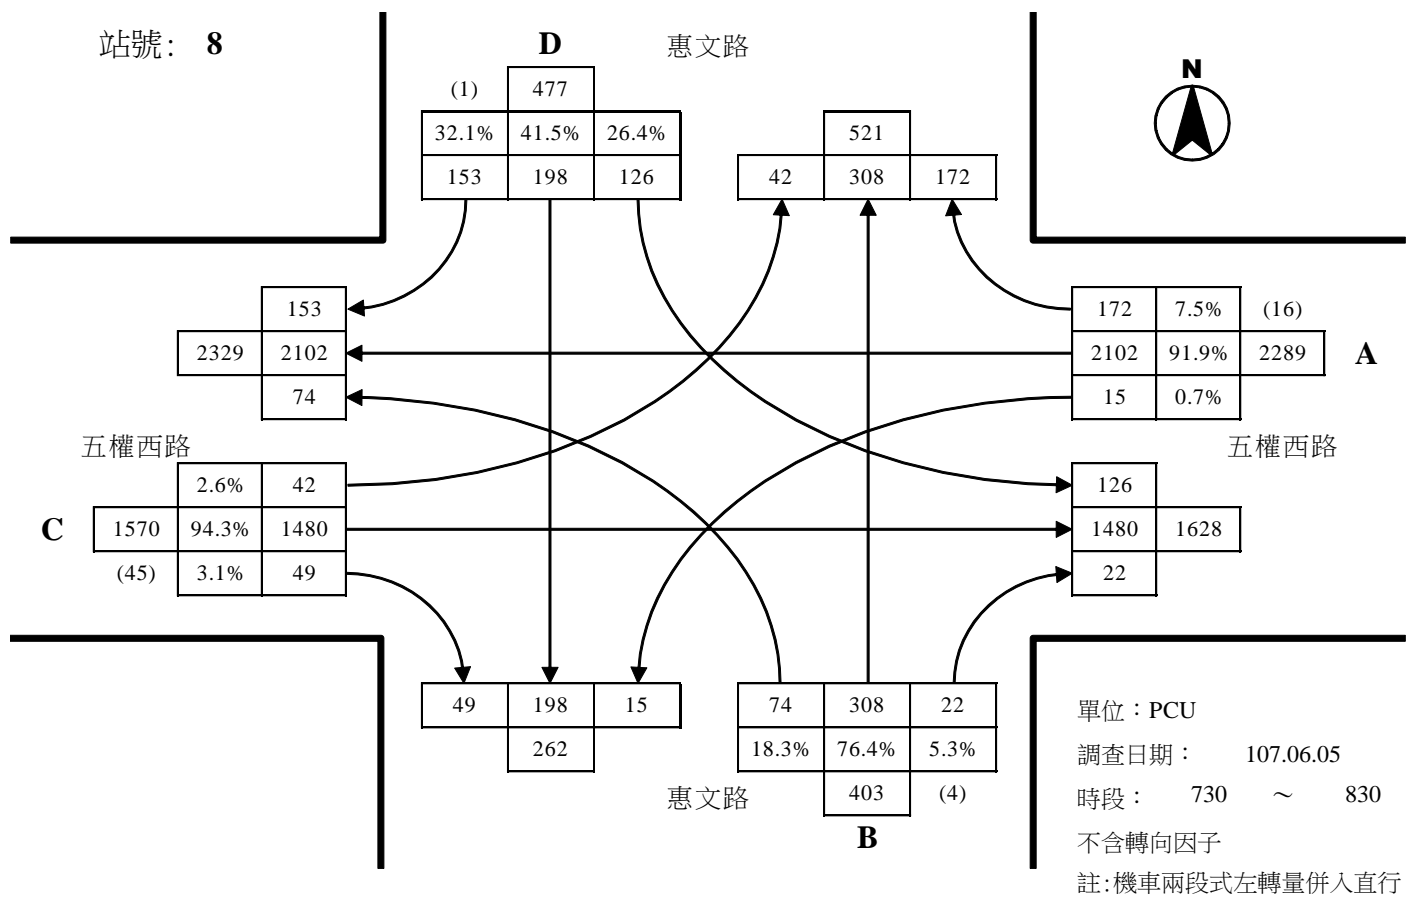 站號: 8
D
惠文路
N
(1) 477
32.1% 41.5% 26.4%
153 198 126
521
42 308 172
153
2329 2102
74
172 7.5% (16)
2102 91.9% 2289
15 0.7%
A
五權西路
五權西路
2.6% 42
C 1570 94.3% 1480
(45) 3.1% 49
126
1480 1628
22
49 198 15
262
74 308 22
18.3% 76.4% 5.3%
403 (4)
惠文路
B
單位：PCU
調查日期： 107.06.05
時段： 730 ～ 830
不含轉向因子
註:機車兩段式左轉量併入直行